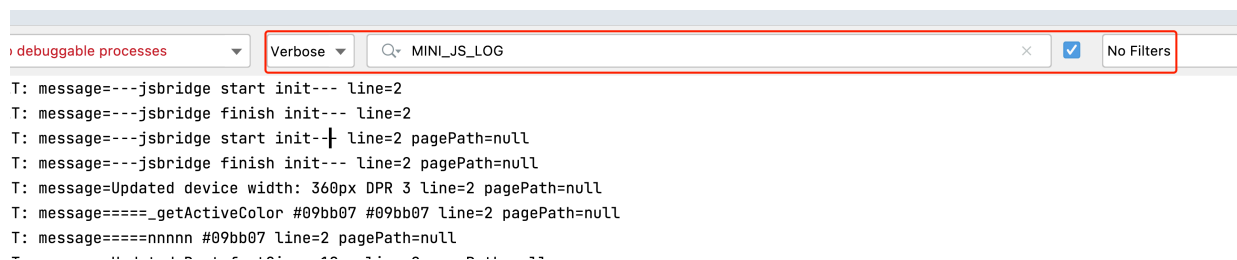 debuggable processes Verbose MINI_JS_LOG No Filters
T: message=---jsbridge start init--- line=2
T: message=---jsbridge finish init--- line=2
T: message=---jsbridge start init--- line=2 pagePath=null
T: message=---jsbridge finish init--- line=2 pagePath=null
T: message=Updated device width: 360px DPR 3 line=2 pagePath=null
T: message=====_getActiveColor #09bb07 #09bb07 line=2 pagePath=null
T: message=====nnnnn #09bb07 line=2 pagePath=null